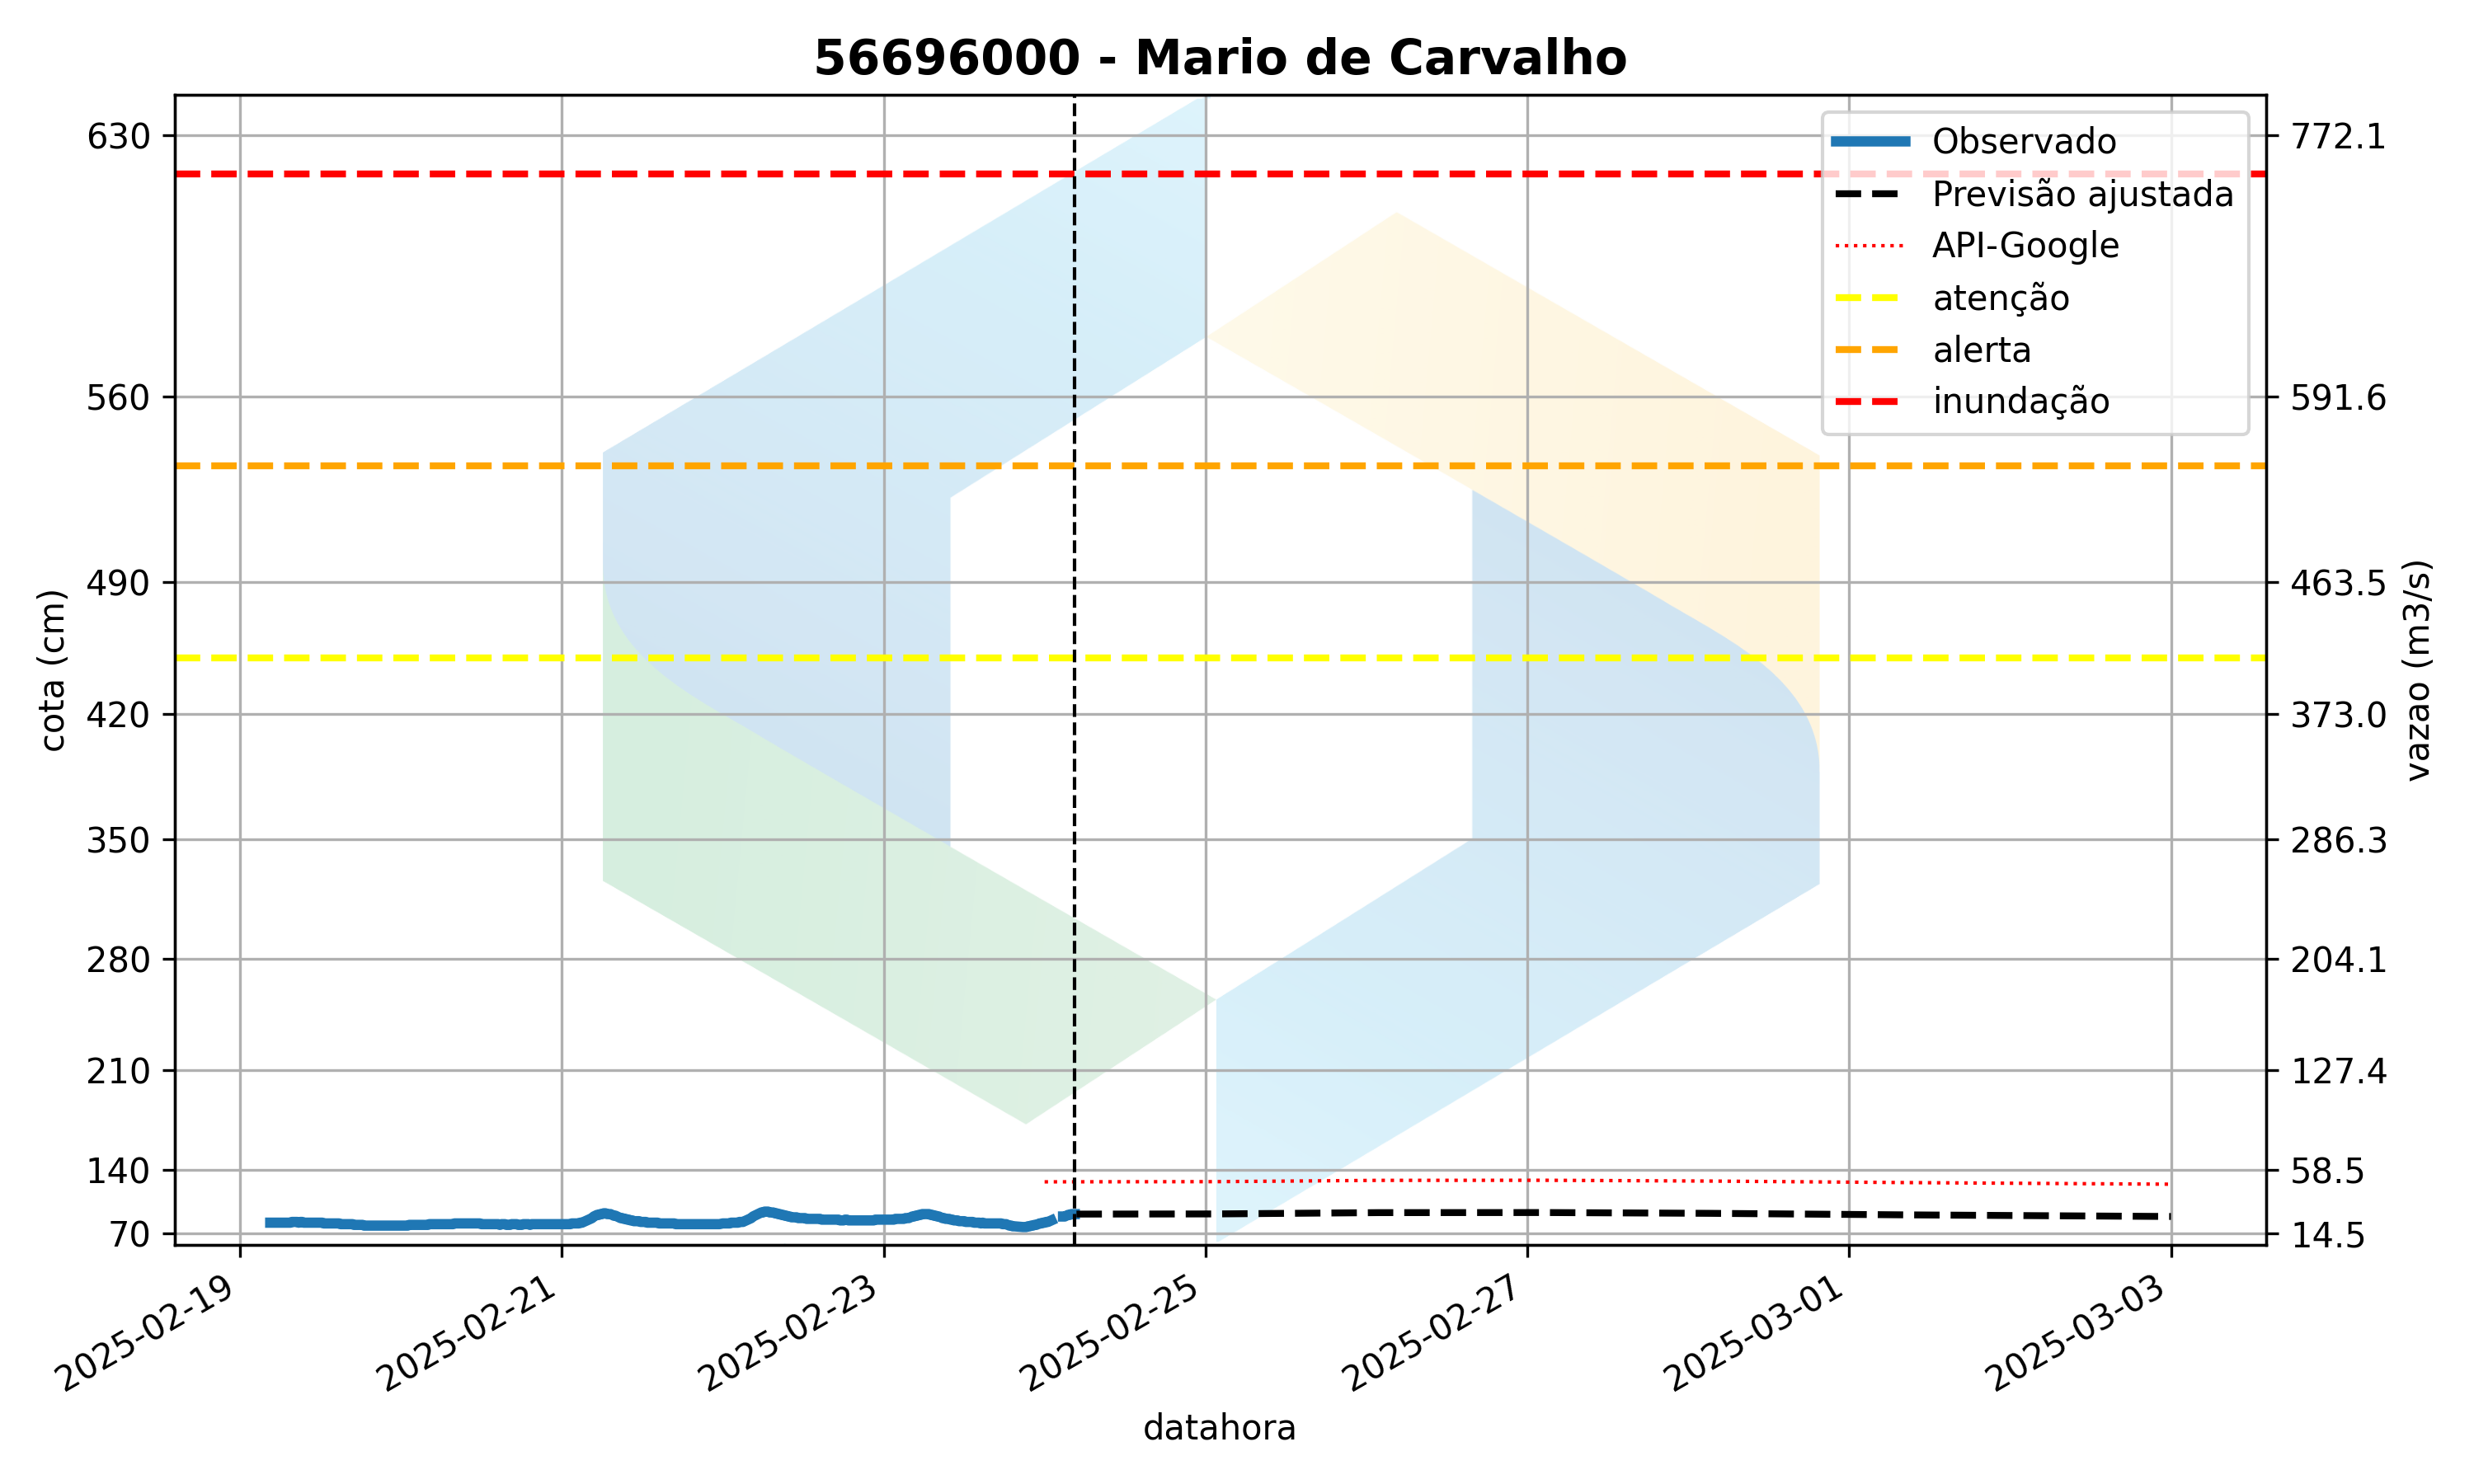 56696000 - Mario de Carvalho
630
560
490
420
350
280
210
140
70
cota (cm)
772.1
591.6
463.5
373.0
286.3
204.1
127.4
58.5
14.5
vazao (m3/s)
Observado
Previsão ajustada
API-Google
atenção
alerta
inundação
2025-02-19
2025-02-21
2025-02-23
2025-02-25
2025-02-27
2025-03-01
2025-03-03
datahora